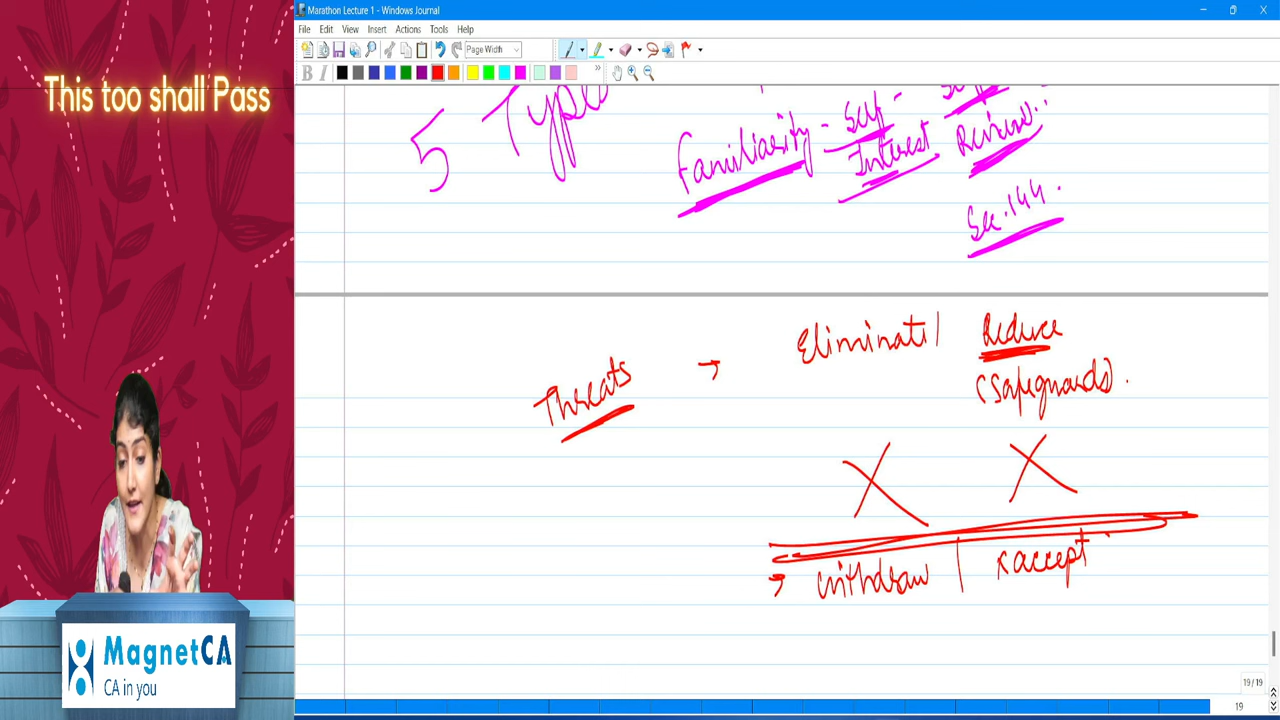 This too shall Pass
MagnetCA
CA in you
Marathon Lecture 1 - Windows Journal
File Edit View Insert Actions Tools Help
B I Page Width
5 Types
Familiarity - Self Interest
Review
Sec. 144.
Threats → Eliminate | Reduce
(Safeguards).
X X
→ withdraw | x accept
19 / 19
19